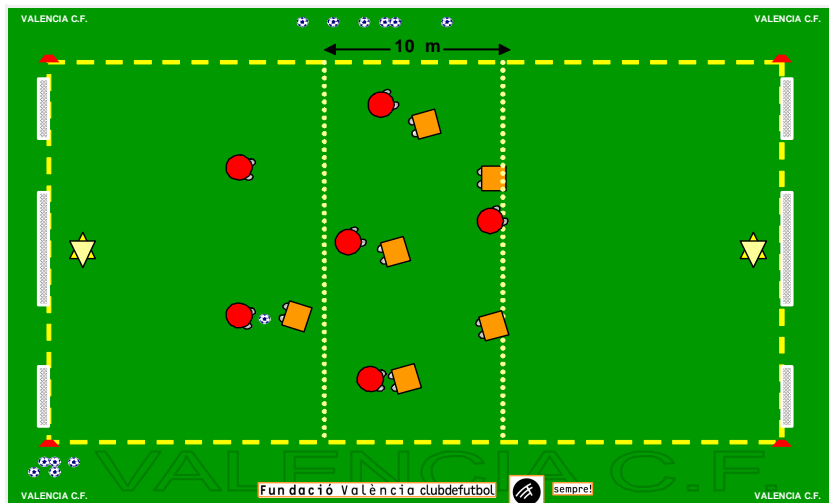 VALENCIA C.F.
VALENCIA C.F.
10 m
VALENCIA C.F.
Fundació València clubdefutbol
sempre!
VALENCIA C.F.
VALENCIA C.F.